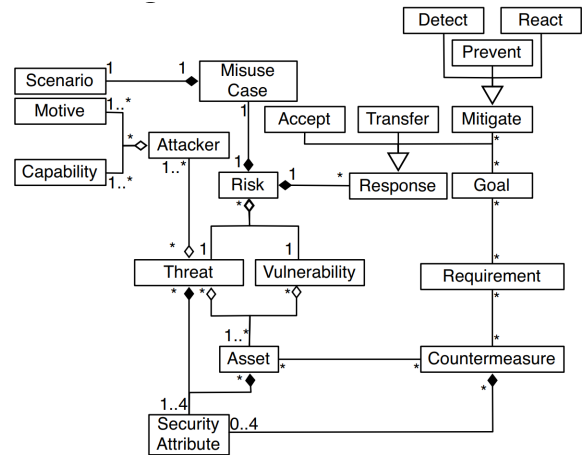 Detect
React
Prevent
Scenario
1
1
Misuse
Case
Motive
1..*
Accept
Transfer
Mitigate
*
Attacker
1
*
Capability
1..*
1..*
1
Risk
1
*
Response
*
Goal
*
*
*
1
1
*
Threat
Vulnerability
Requirement
*
*
*
*
1..*
*
Asset
*
*
Countermeasure
*
*
1..4
Security
Attribute
0..4